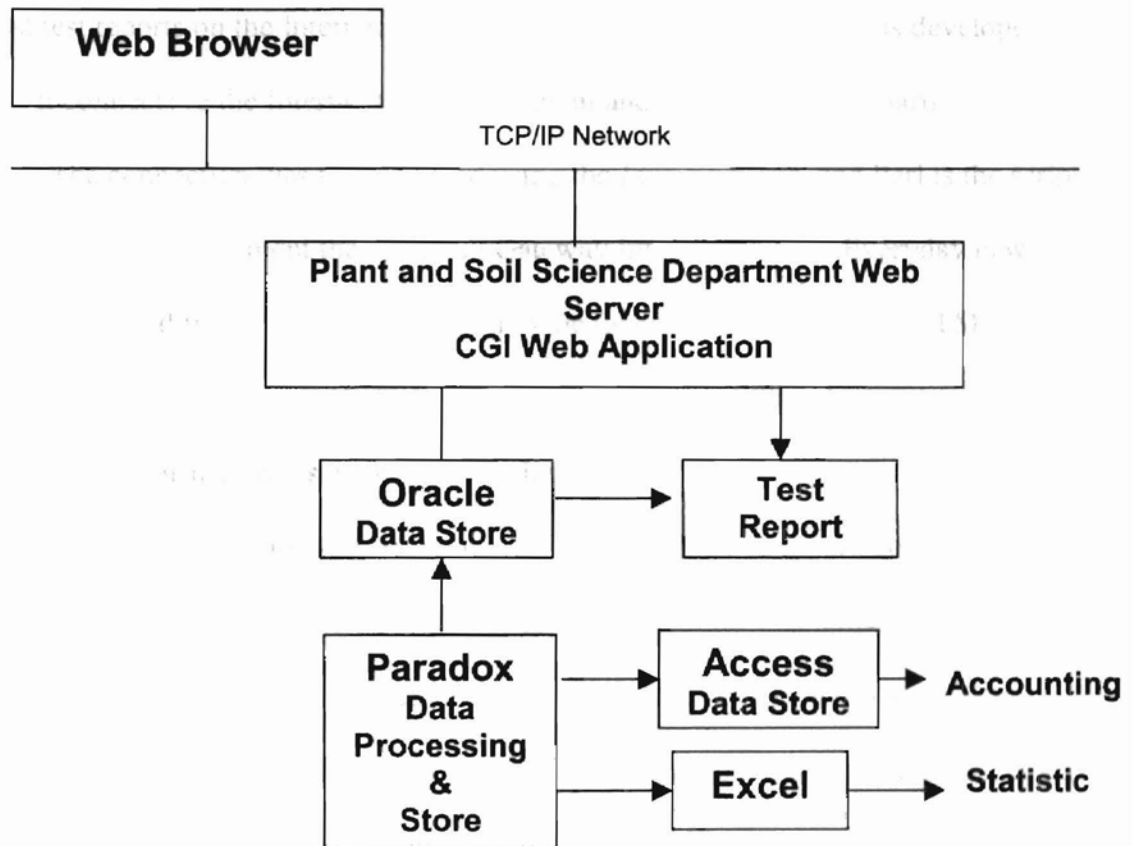 Web Browser
TCP/IP Network
Plant and Soil Science Department Web
Server
CGI Web Application
Oracle
Data Store
Test
Report
Paradox
Data
Processing
&
Store
Access
Data Store
Accounting
Excel
Statistic